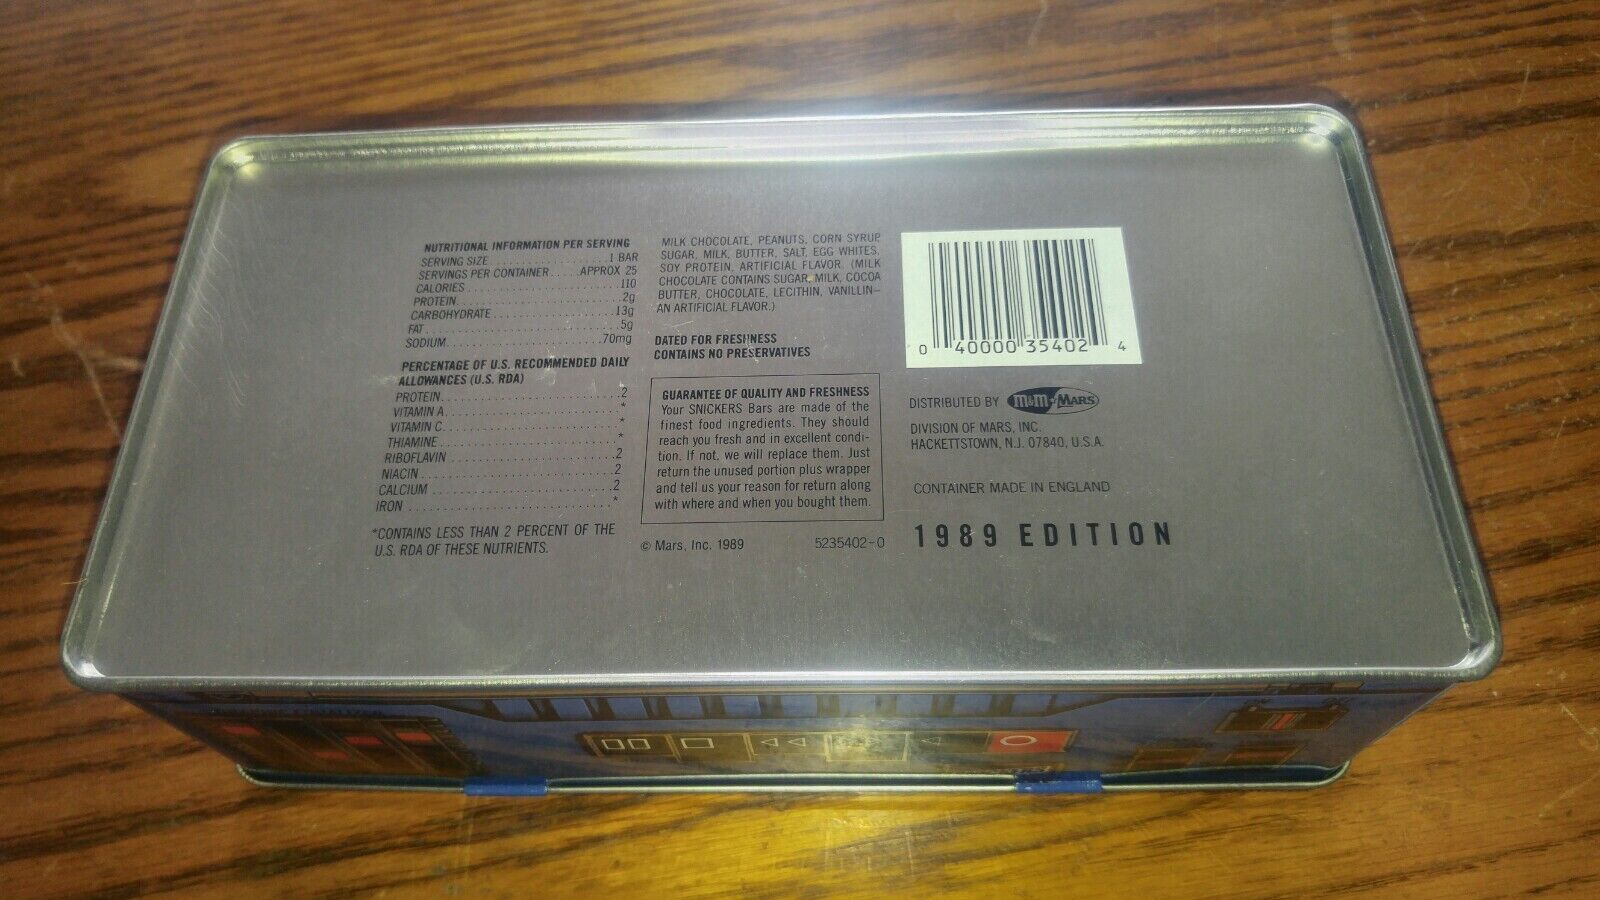 NUTRITIONAL INFORMATION PER SERVING
SERVING SIZE ................. 1 BAR
SERVINGS PER CONTAINER ...... APPROX 25
CALORIES ..................... 110
PROTEIN ...................... 2g
CARBOHYDRATE ................. 13g
FAT .......................... 5g
SODIUM ....................... 70mg
PERCENTAGE OF U.S. RECOMMENDED DAILY
ALLOWANCES (U.S. RDA)
PROTEIN ...................... 2
VITAMIN A .................... *
VITAMIN C .................... *
THIAMINE ..................... *
RIBOFLAVIN ................... 2
NIACIN ....................... 2
CALCIUM ...................... 2
IRON ......................... *
*CONTAINS LESS THAN 2 PERCENT OF THE
U.S. RDA OF THESE NUTRIENTS.
MILK CHOCOLATE, PEANUTS, CORN SYRUP
SUGAR, MILK, BUTTER, SALT, EGG WHITES,
SOY PROTEIN, ARTIFICIAL FLAVOR. (MILK
CHOCOLATE CONTAINS SUGAR, MILK, COCOA
BUTTER, CHOCOLATE, LECITHIN, VANILLIN—
AN ARTIFICIAL FLAVOR.)
DATED FOR FRESHNESS
CONTAINS NO PRESERVATIVES
GUARANTEE OF QUALITY AND FRESHNESS
Your SNICKERS Bars are made of the
finest food ingredients. They should
reach you fresh and in excellent condi-
tion. If not, we will replace them. Just
return the unused portion plus wrapper
and tell us your reason for return along
with where and when you bought them.
© Mars, Inc. 1989 5235402-0
0 40000 35402 4
DISTRIBUTED BY m&m MARS
DIVISION OF MARS, INC.
HACKETTSTOWN, N.J. 07840, U.S.A.
CONTAINER MADE IN ENGLAND
1989 EDITION